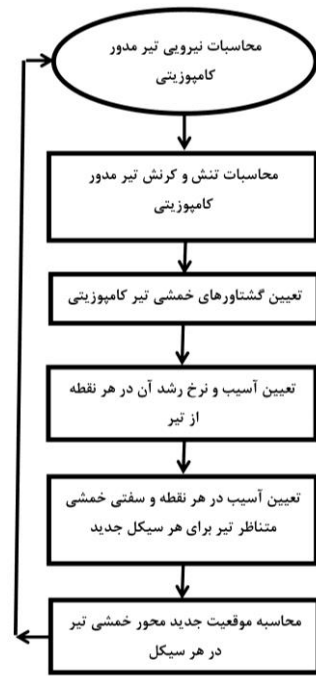 محاسبات نیرویی تیر مدور
کامپوزیتی
محاسبات تنش و کرنش تیر مدور
کامپوزیتی
تعیین گشتاورهای خمشی تیر کامپوزیتی
تعیین آسیب و نرخ رشد آن در هر نقطه
از تیر
تعیین آسیب در هر نقطه و سفتی خمشی
متناظر تیر برای هر سیکل جدید
محاسبه موقعیت جدید محور خمشی تیر
در هر سیکل